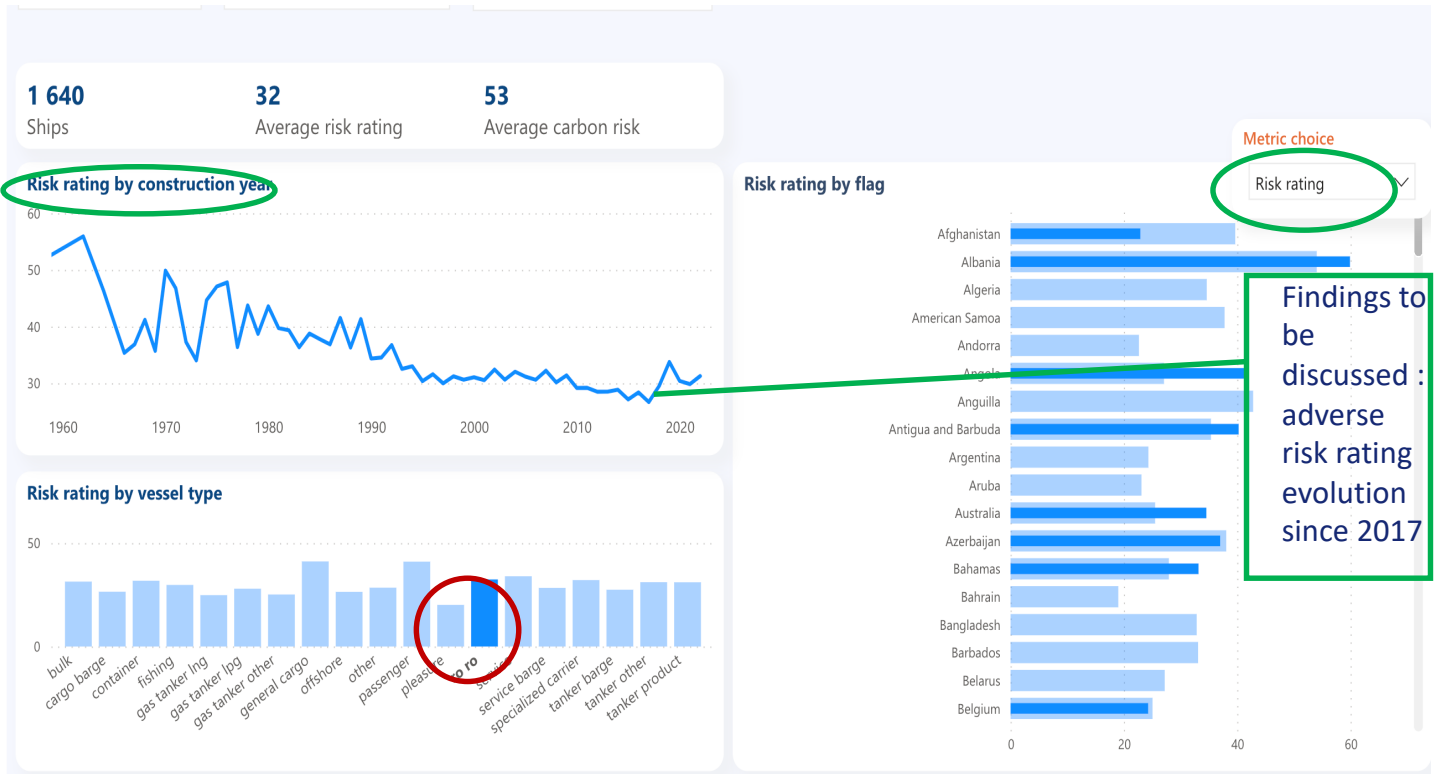 1 640
Ships
32
Average risk rating
53
Average carbon risk
Metric choice
Risk rating
Risk rating by construction year
60
50
40
30
1960 1970 1980 1990 2000 2010 2020
Risk rating by vessel type
50
0
bulk
cargo barge
container
fishing
gas tanker lng
gas tanker lpg
gas tanker other
general cargo
offshore
other
passenger
pleasure
ro ro
service
service barge
specialized carrier
tanker barge
tanker other
tanker product
Risk rating by flag
Afghanistan
Albania
Algeria
American Samoa
Andorra
Angola
Anguilla
Antigua and Barbuda
Argentina
Aruba
Australia
Azerbaijan
Bahamas
Bahrain
Bangladesh
Barbados
Belarus
Belgium
0 20 40 60
Findings to
be
discussed :
adverse
risk rating
evolution
since 2017